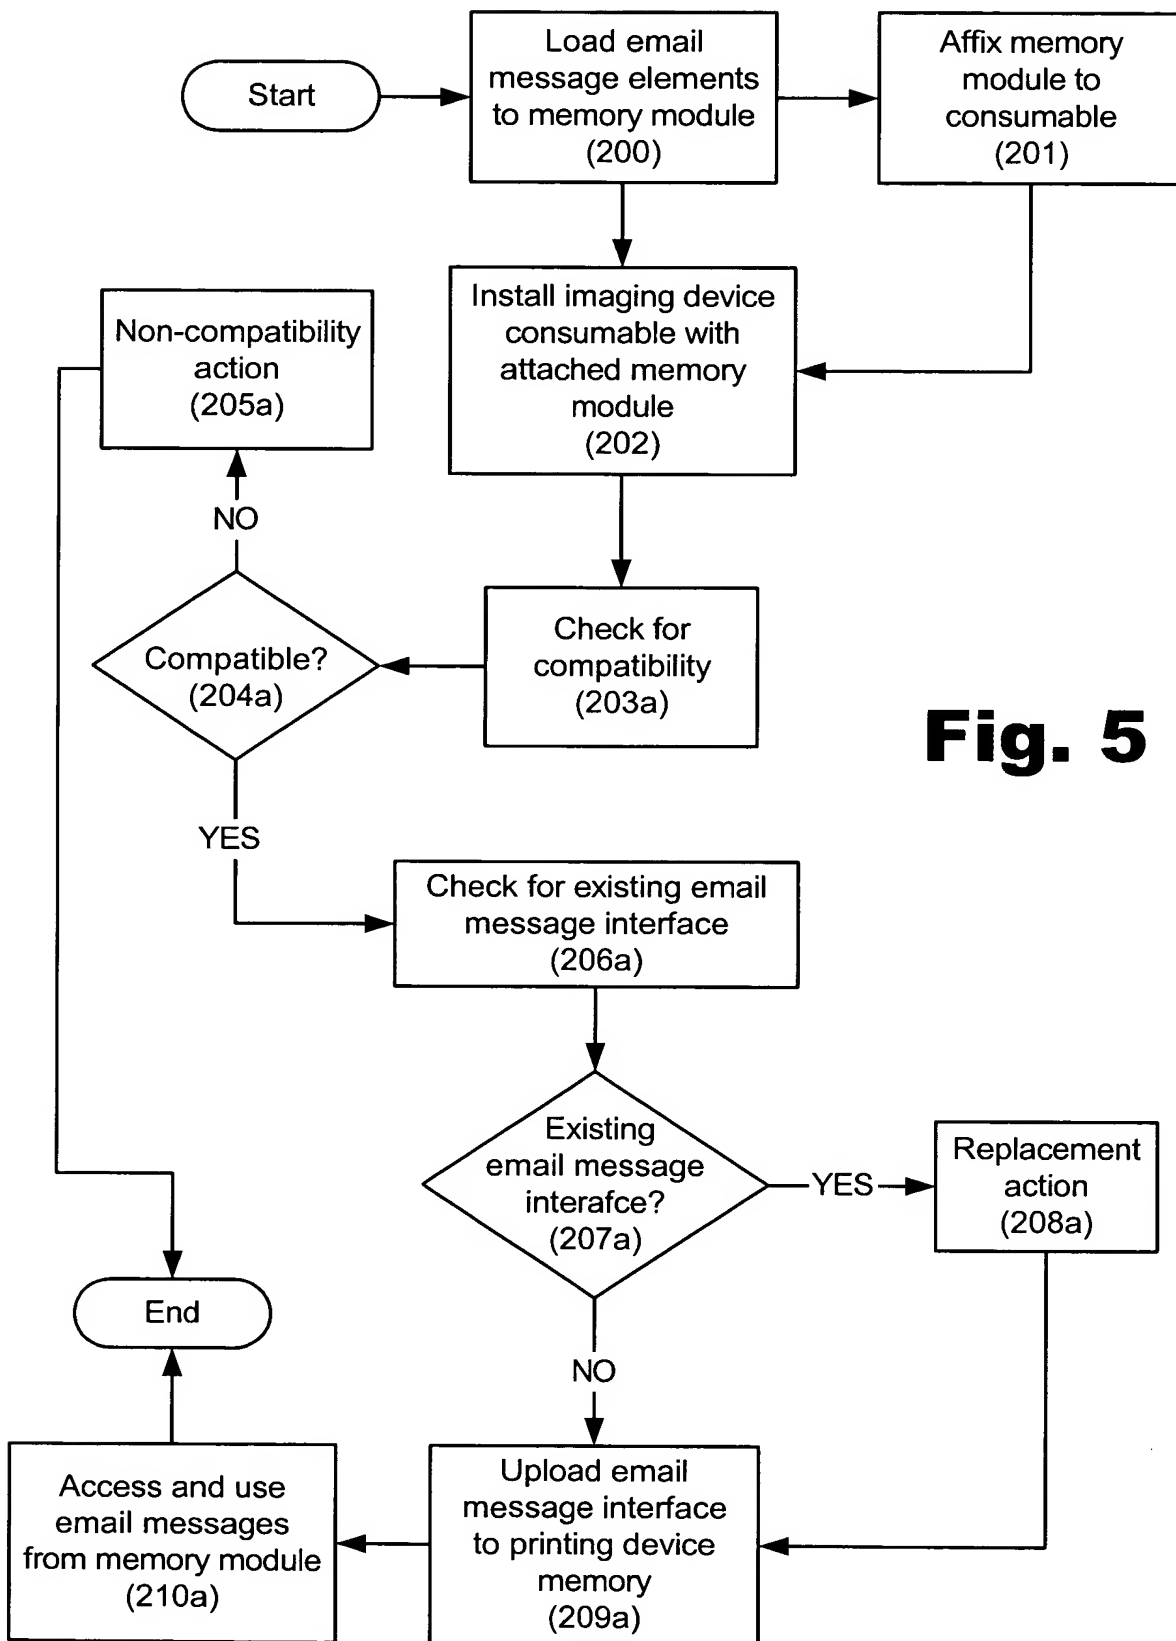 Start
Load email
message elements
to memory module
(200)
Affix memory
module to
consumable
(201)
Install imaging device
consumable with
attached memory
module
(202)
Non-compatibility
action
(205a)
NO
Compatible?
(204a)
Check for
compatibility
(203a)
Fig. 5
YES
Check for existing email
message interface
(206a)
Existing
email message
interafce?
(207a)
YES
Replacement
action
(208a)
End
NO
Access and use
email messages
from memory module
(210a)
Upload email
message interface
to printing device
memory
(209a)